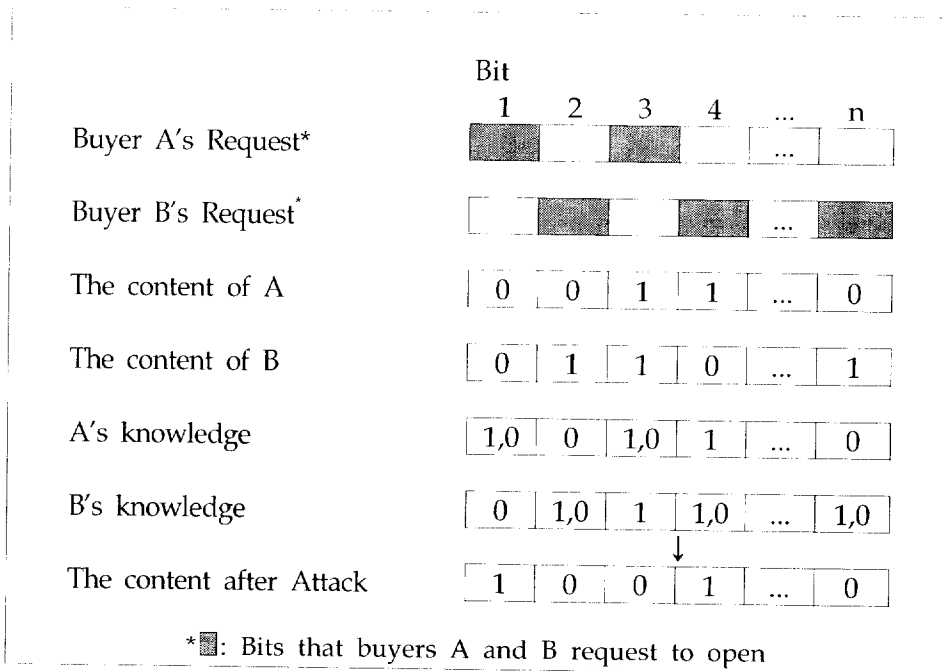 Bit
1 2 3 4 ... n
Buyer A's Request* ...
Buyer B's Request* ...
The content of A 0 0 1 1 ... 0
The content of B 0 1 1 0 ... 1
A's knowledge 1,0 0 1,0 1 ... 0
B's knowledge 0 1,0 1 1,0 ... 1,0
↓
The content after Attack 1 0 0 1 ... 0
*▩: Bits that buyers A and B request to open